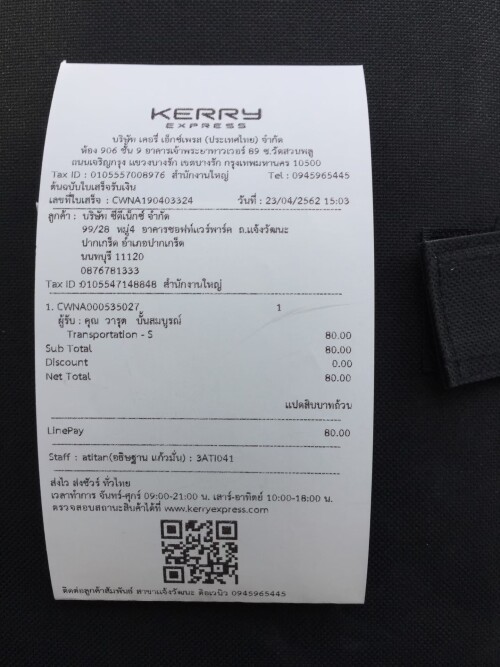 KERRY
EXPRESS
บริษัท เคอรี่ เอ็กซ์เพรส (ประเทศไทย) จำกัด
ห้อง 906 ชั้น 9 อาคารเจ้าพระยาทาวเวอร์ 89 ซ.วัดสวนพลู
ถนนเจริญกรุง แขวงบางรัก เขตบางรัก กรุงเทพมหานคร 10500
Tax ID : 0105557008976 สำนักงานใหญ่ Tel : 0945965445
ต้นฉบับใบเสร็จรับเงิน
เลขที่ใบเสร็จ : CWNA190403324 วันที่ : 23/04/2562 15:03
ลูกค้า : บริษัท ซีดีเน็กซ์ จำกัด
99/28 หมู่4 อาคารซอฟท์แวร์พาร์ค ถ.แจ้งวัฒนะ
ปากเกร็ด อำเภอปากเกร็ด
นนทบุรี 11120
0876781333
Tax ID :0105547148848 สำนักงานใหญ่
1. CWNA000535027 1
ผู้รับ : คุณ วารุต ปั้นสมบูรณ์
Transportation - S 80.00
Sub Total 80.00
Discount 0.00
Net Total 80.00
แปดสิบบาทถ้วน
LinePay 80.00
Staff : atitan(อธิษฐาน แก้วมั่น) : 3ATI041
ส่งไว ส่งชัวร์ ทั่วไทย
เวลาทำการ จันทร์-ศุกร์ 09:00-21:00 น. เสาร์-อาทิตย์ 10:00-18:00 น.
ตรวจสอบสถานะสินค้าได้ที่ www.kerryexpress.com
ติดต่อลูกค้าสัมพันธ์ สาขาแจ้งวัฒนะ ดิอเวนิว 0945965445